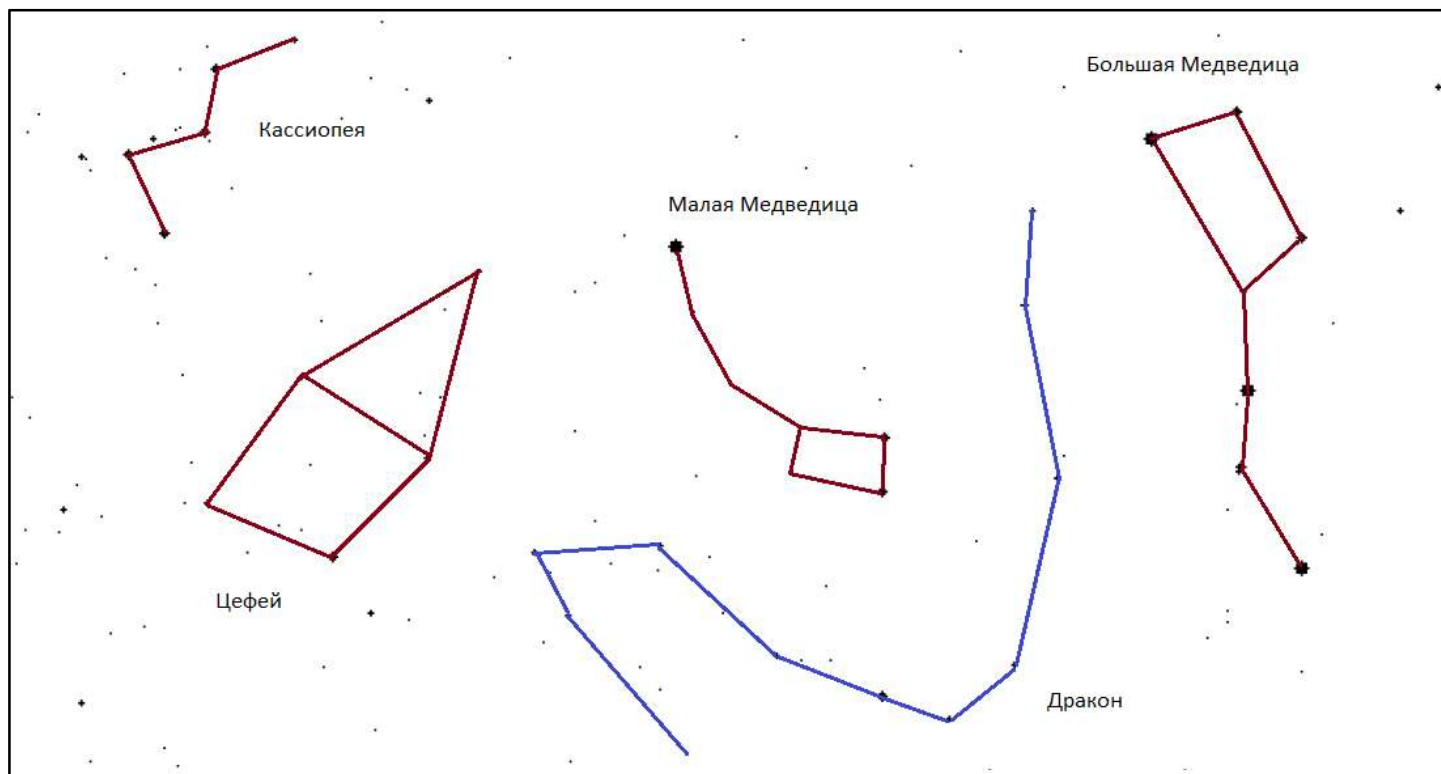 Большая Медведица
Кассиопея
Малая Медведица
Цефей
Дракон